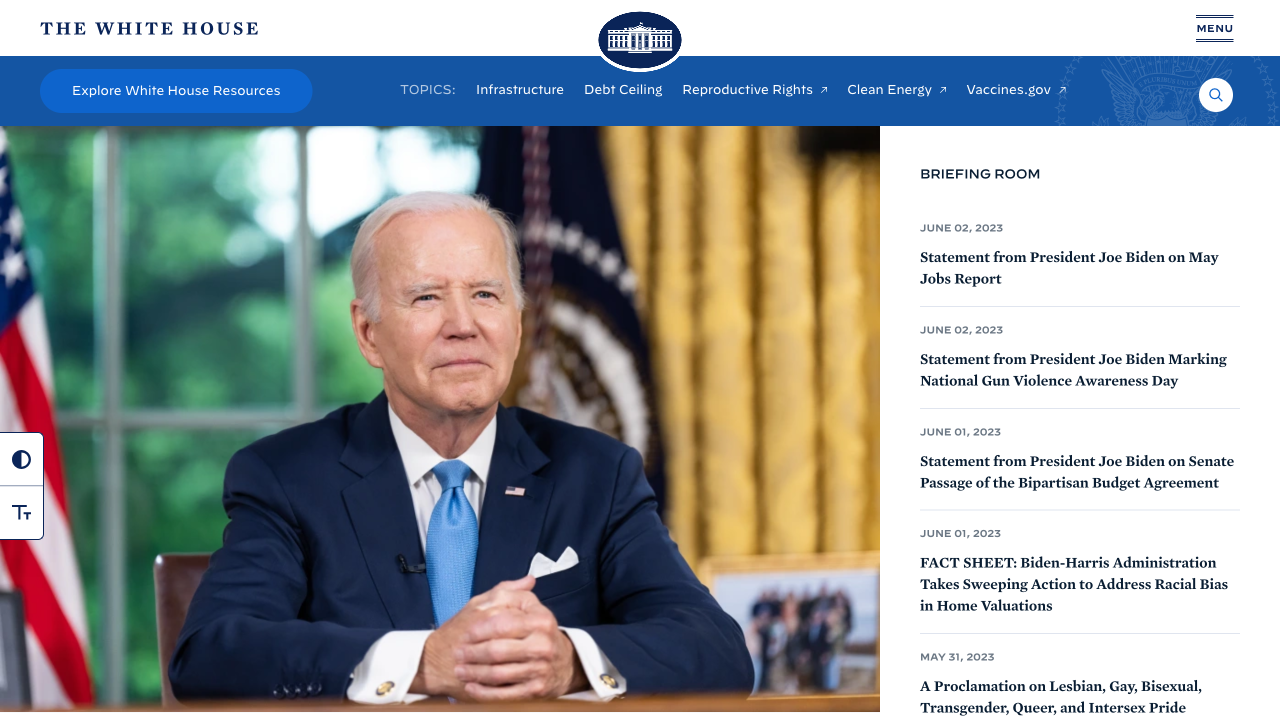 THE WHITE HOUSE
MENU
Explore White House Resources
TOPICS:
Infrastructure
Debt Ceiling
Reproductive Rights
Clean Energy
Vaccines.gov
BRIEFING ROOM
JUNE 02, 2023
Statement from President Joe Biden on May
Jobs Report
JUNE 02, 2023
Statement from President Joe Biden Marking
National Gun Violence Awareness Day
JUNE 01, 2023
Statement from President Joe Biden on Senate
Passage of the Bipartisan Budget Agreement
JUNE 01, 2023
FACT SHEET: Biden-Harris Administration
Takes Sweeping Action to Address Racial Bias
in Home Valuations
MAY 31, 2023
A Proclamation on Lesbian, Gay, Bisexual,
Transgender, Queer, and Intersex Pride
TT